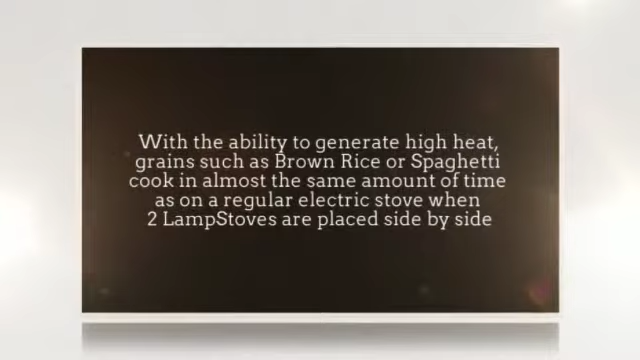 With the ability to generate high heat,
grains such as Brown Rice or Spaghetti
cook in almost the same amount of time
as on a regular electric stove when
2 LampStoves are placed side by side